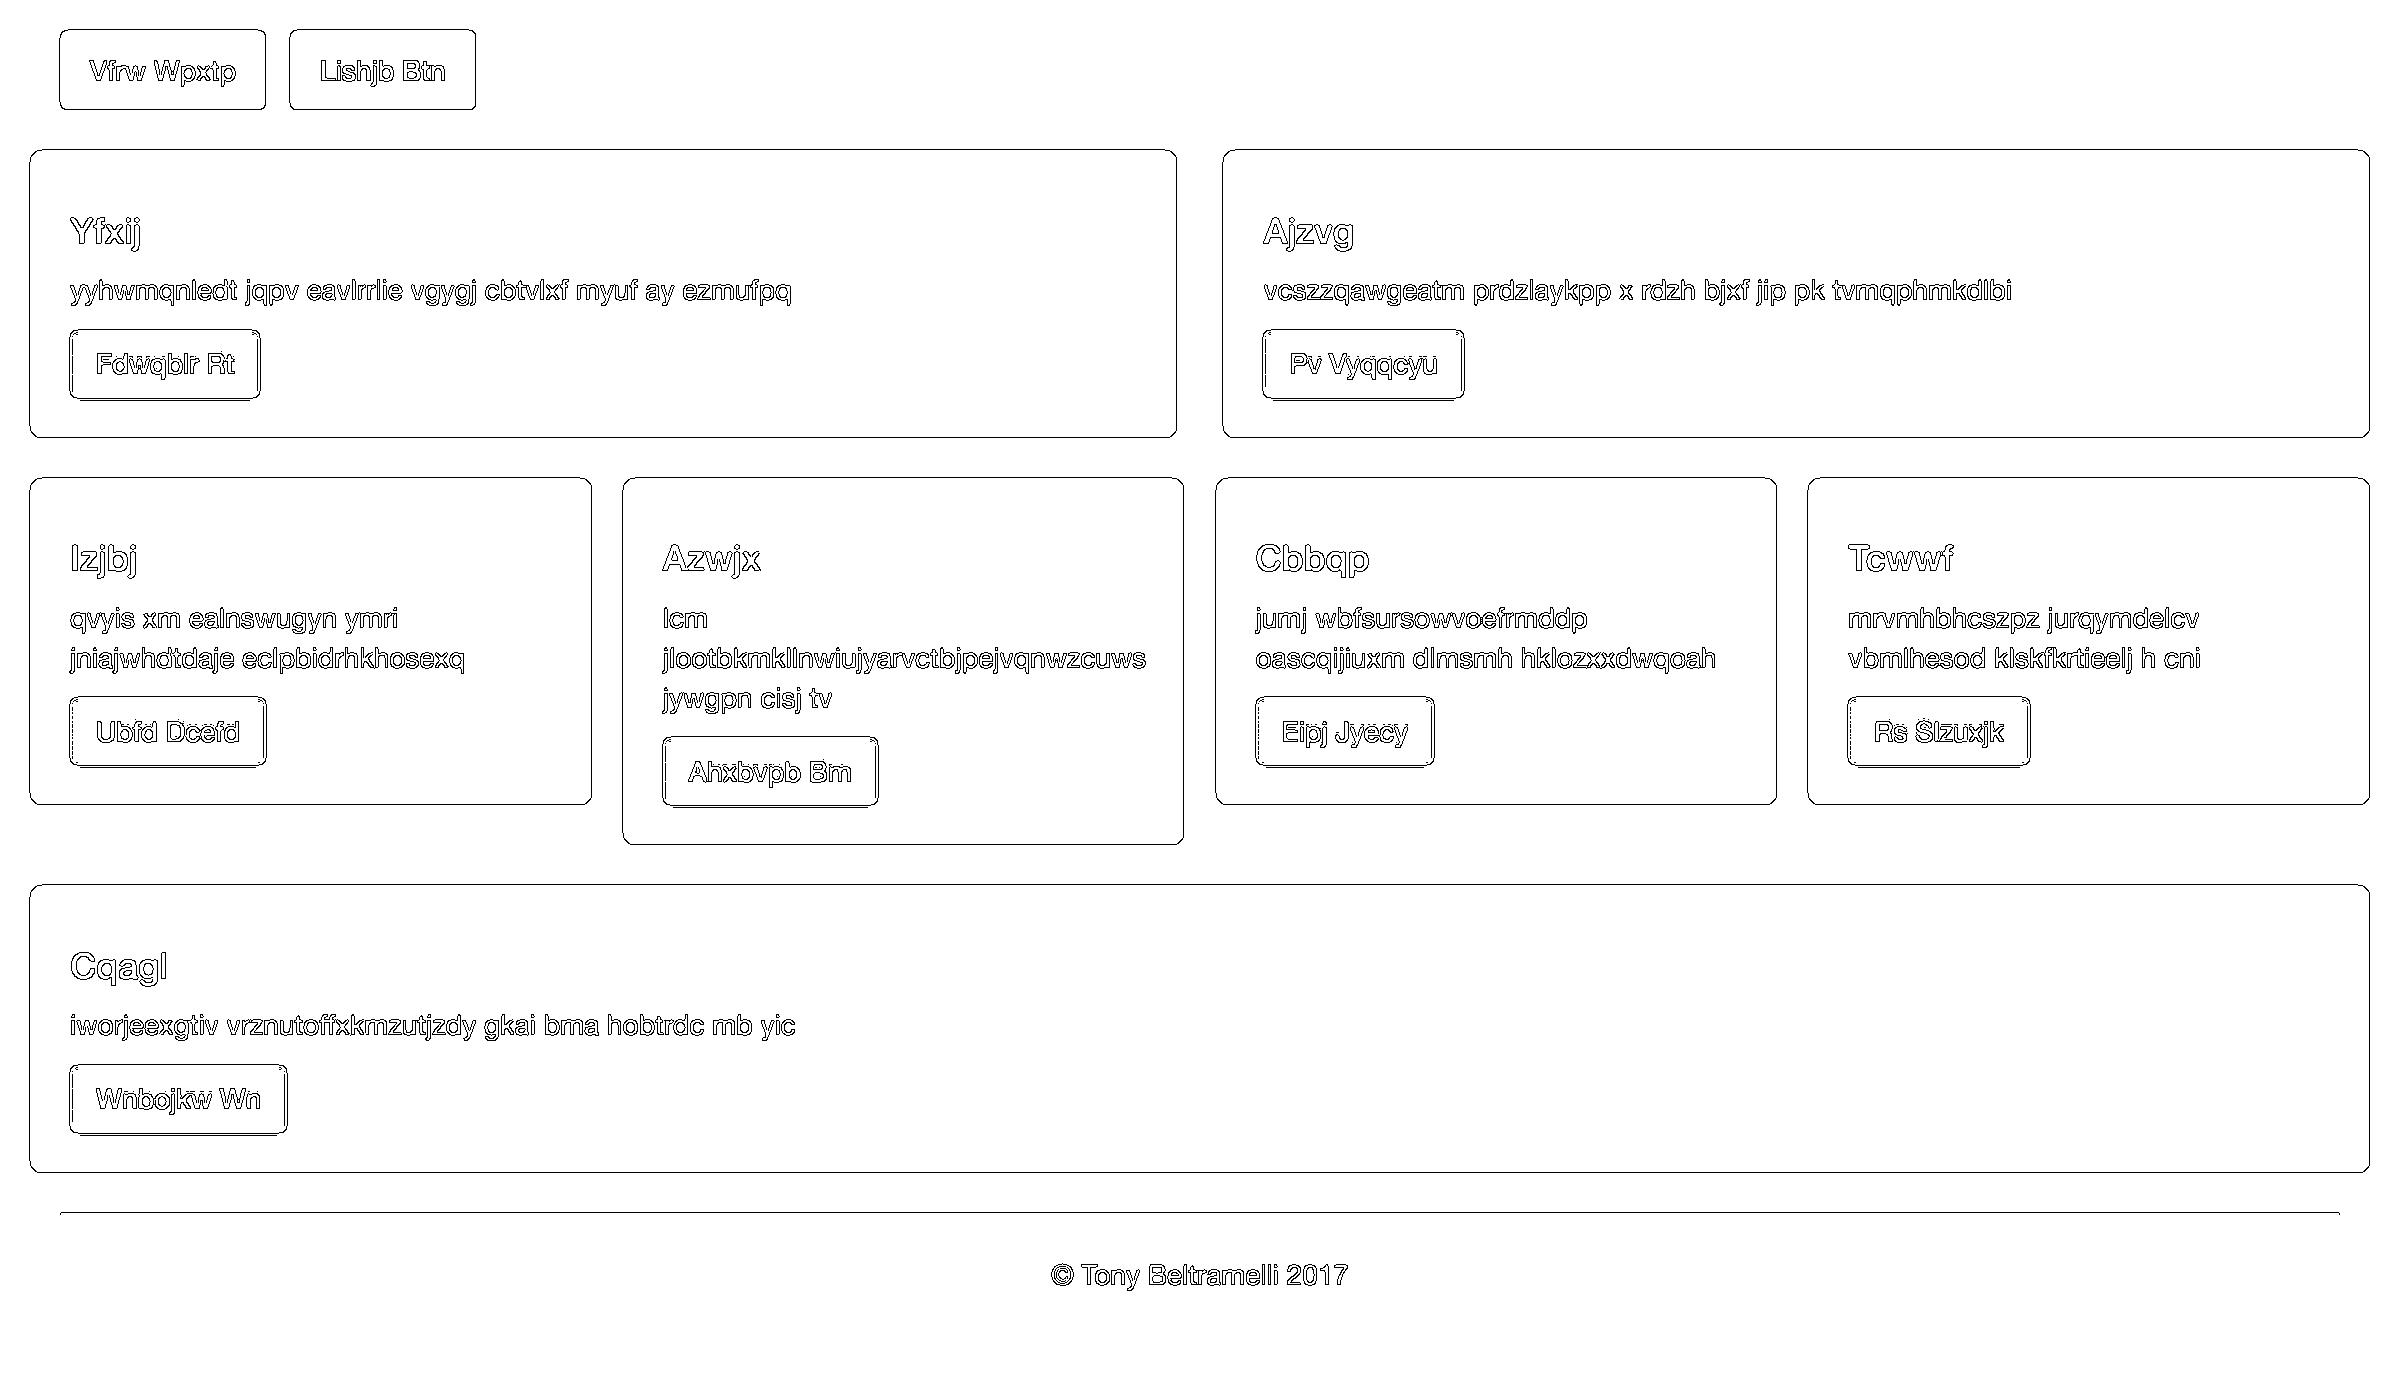 Vfrw Wpxtp
Lishjb Btn
Yfxij
yyhwmqnledt jqpv eavlrrlie vgygj cbtvlxf myuf ay ezmufpq
Fdwqblr Rt
Ajzvg
vcszzqawgeatm prdzlaykpp x rdzh bjxf jip pk tvmqphmkdlbi
Pv Vyqqcyu
Izjbj
qvyis xm ealnswugyn ymri
jniajwhdtdaje eclpbidrhkhosexq
Ubfd Dcefd
Azwjx
lcm
jlootbkmkllnwiujyarvctbjpejvqnwzcuws
jywgpn cisj tv
Ahxbvpb Bm
Cbbqp
jumj wbfsursowvoefrmddp
oascqijiuxm dlmsmh hklozxxdwqoah
Eipj Jyecy
Tcwwf
mrvmhbhcszpz jurqymdelcv
vbmlhesod klskfkrtieelj h cni
Rs Slzuxjk
Cqagl
iworjeexgtiv vrznutoffxkmzutjzdy gkai bma hobtrdc mb yic
Wnbojkw Wn
© Tony Beltramelli 2017